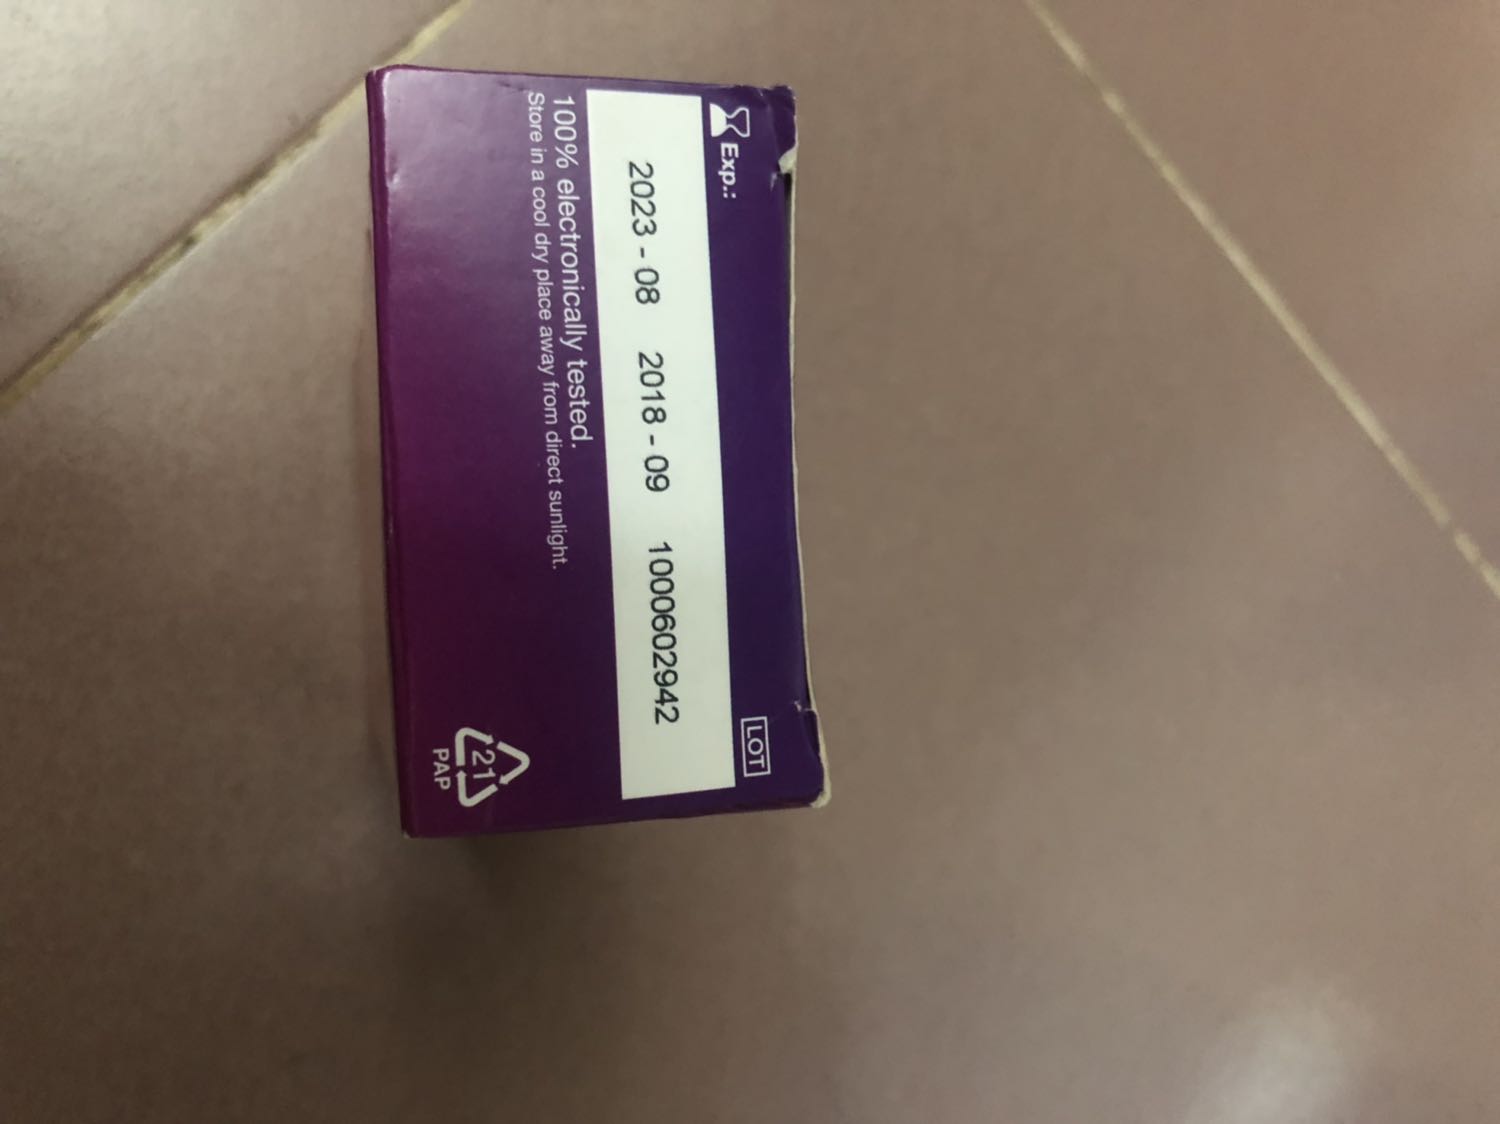 Exp.:
LOT
2023 - 08 2018 - 09 1000602942
100% electronically tested.
Store in a cool dry place away from direct sunlight.
21
PAP